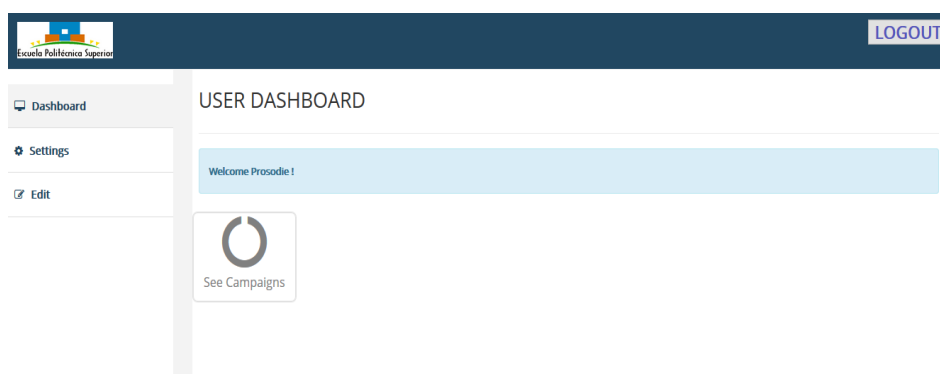 Escuela Politécnica Superior
LOGOUT
Dashboard
Settings
Edit
USER DASHBOARD
Welcome Prosodie !
See Campaigns